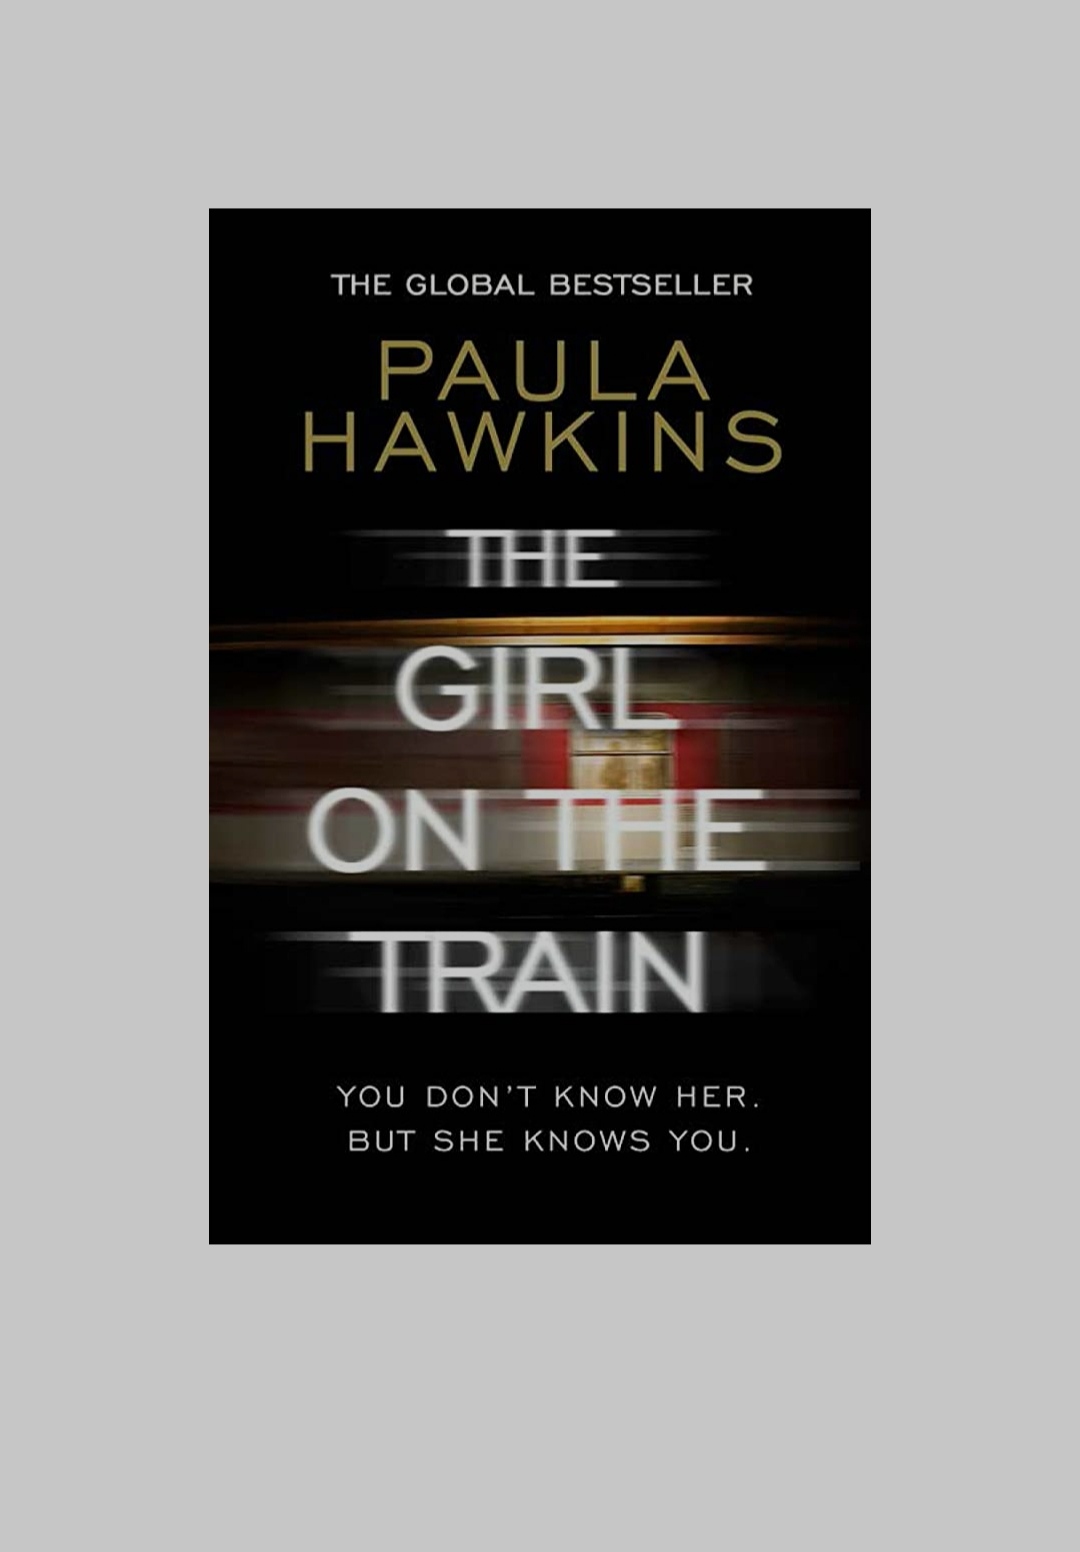 THE GLOBAL BESTSELLER
PAULA
HAWKINS
THE
GIRL
ON THE
TRAIN
YOU DON'T KNOW HER.
BUT SHE KNOWS YOU.